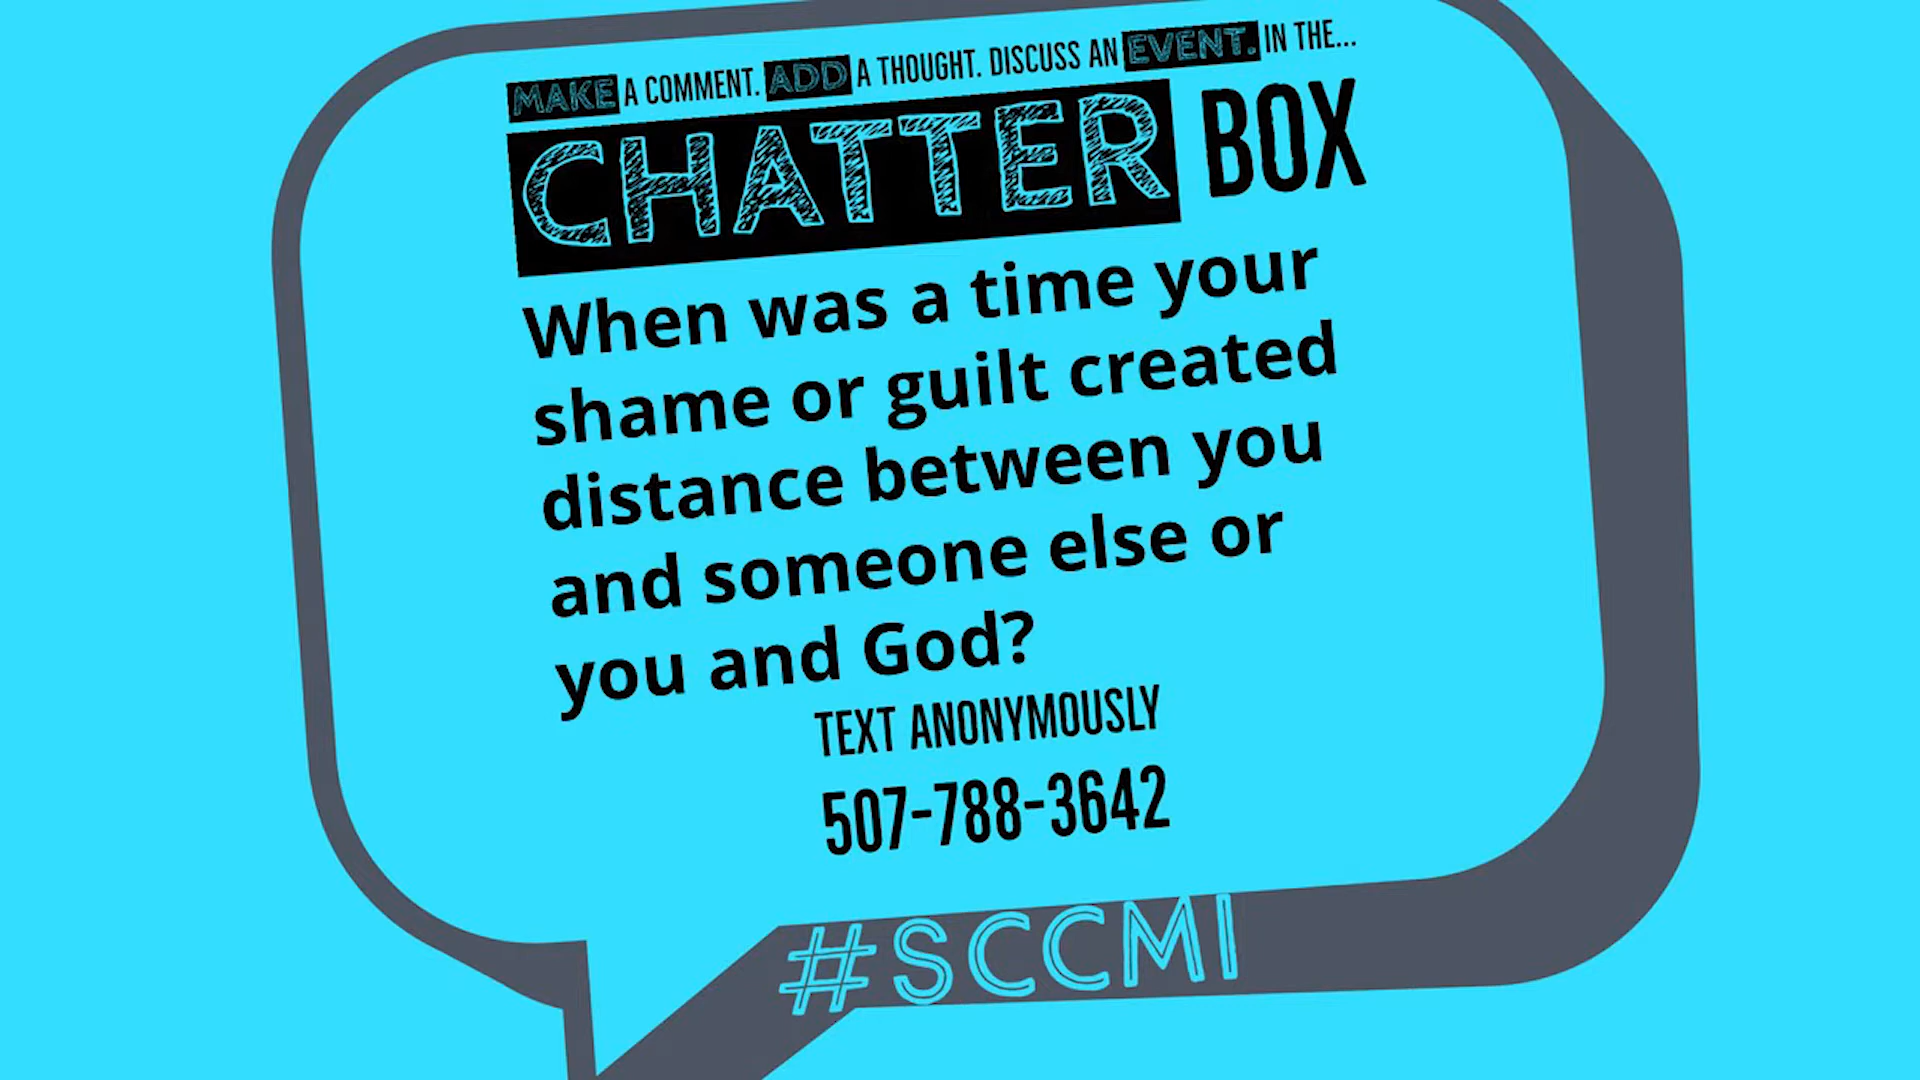 MAKE A COMMENT. ADD A THOUGHT. DISCUSS AN EVENT. IN THE...
CHATTER BOX
When was a time your
shame or guilt created
distance between you
and someone else or
you and God?
TEXT ANONYMOUSLY
507-788-3642
#SCCMI